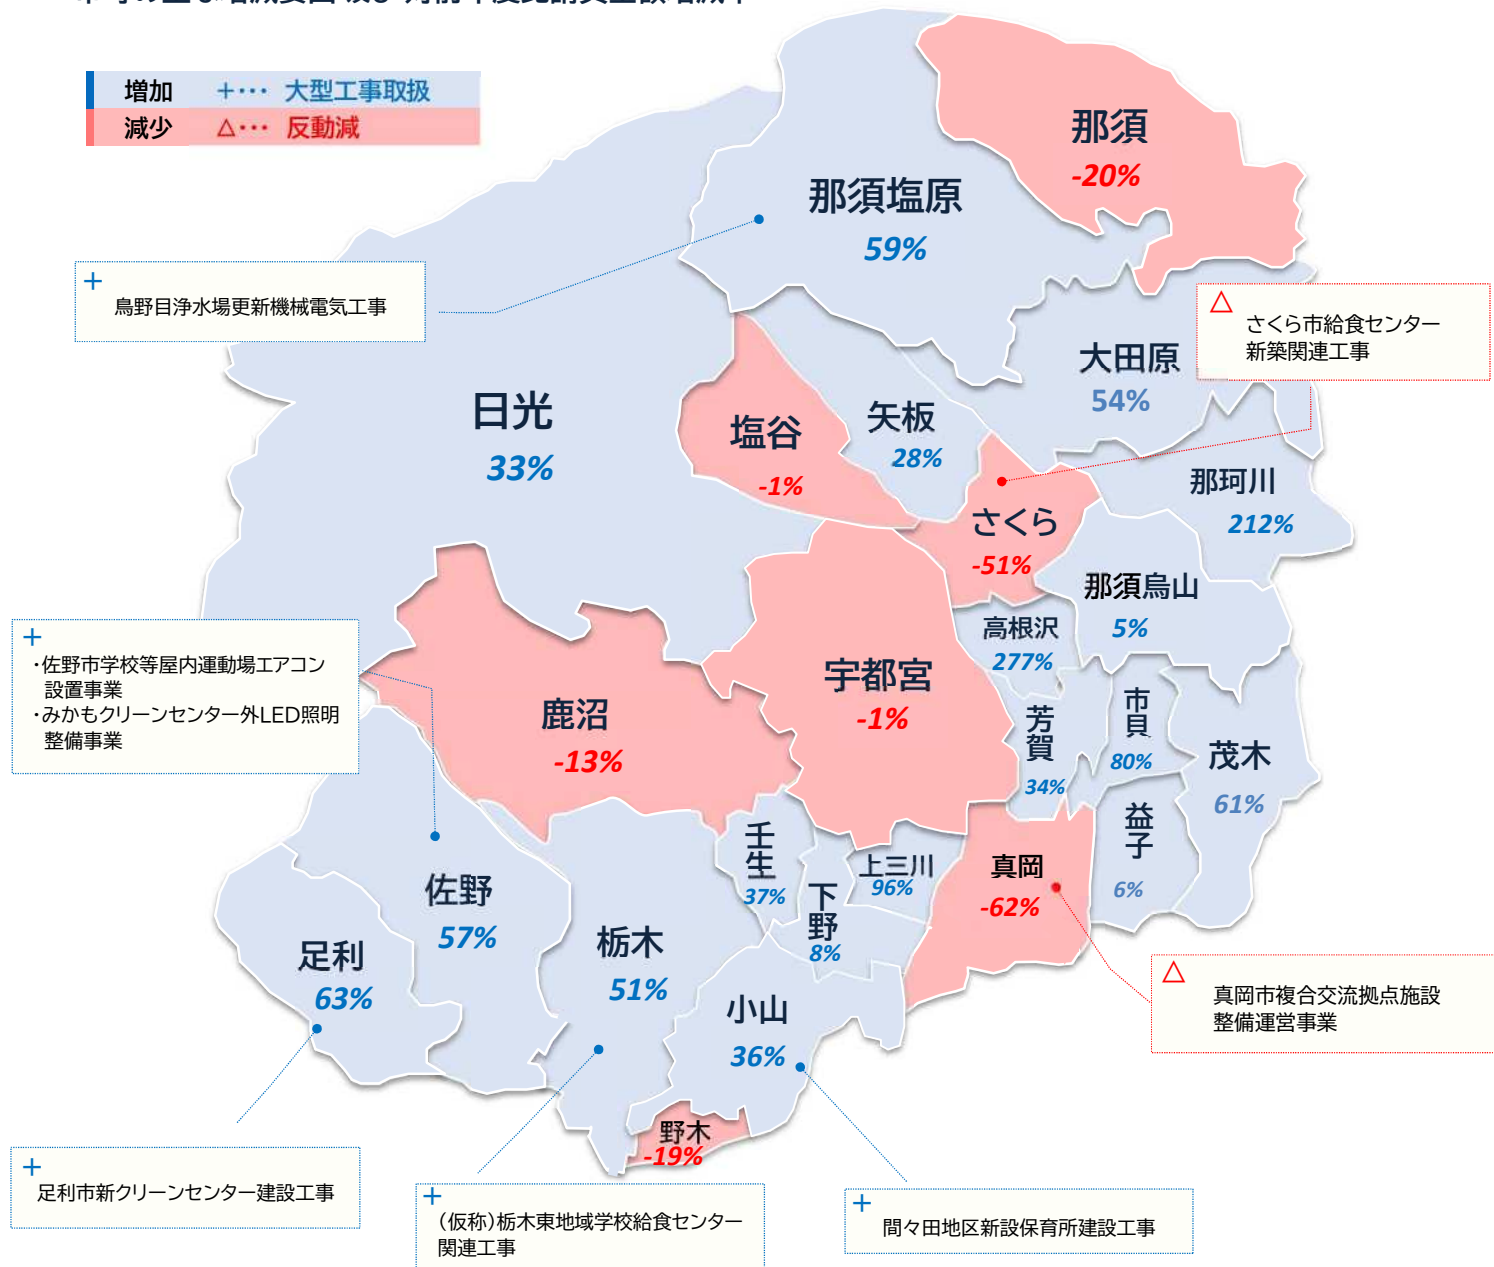 増加 +・・・ 大型工事取扱
減少 △・・・ 反動減
那須
-20%
那須塩原
59%
+
鳥野目浄水場更新機械電気工事
△
さくら市給食センター
新築関連工事
大田原
54%
日光
33%
塩谷
-1%
矢板
28%
那珂川
212%
さくら
-51%
那須烏山
5%
高根沢
277%
+
・佐野市学校等屋内運動場エアコン
設置事業
・みかもクリーンセンター外LED照明
整備事業
鹿沼
-13%
宇都宮
-1%
芳賀
34%
市貝
80%
茂木
61%
益子
6%
壬生
37%
下野
8%
上三川
96%
真岡
-62%
佐野
57%
足利
63%
栃木
51%
小山
36%
△
真岡市複合交流拠点施設
整備運営事業
野木
-19%
+
足利市新クリーンセンター建設工事
+
(仮称)栃木東地域学校給食センター
関連工事
+
間々田地区新設保育所建設工事